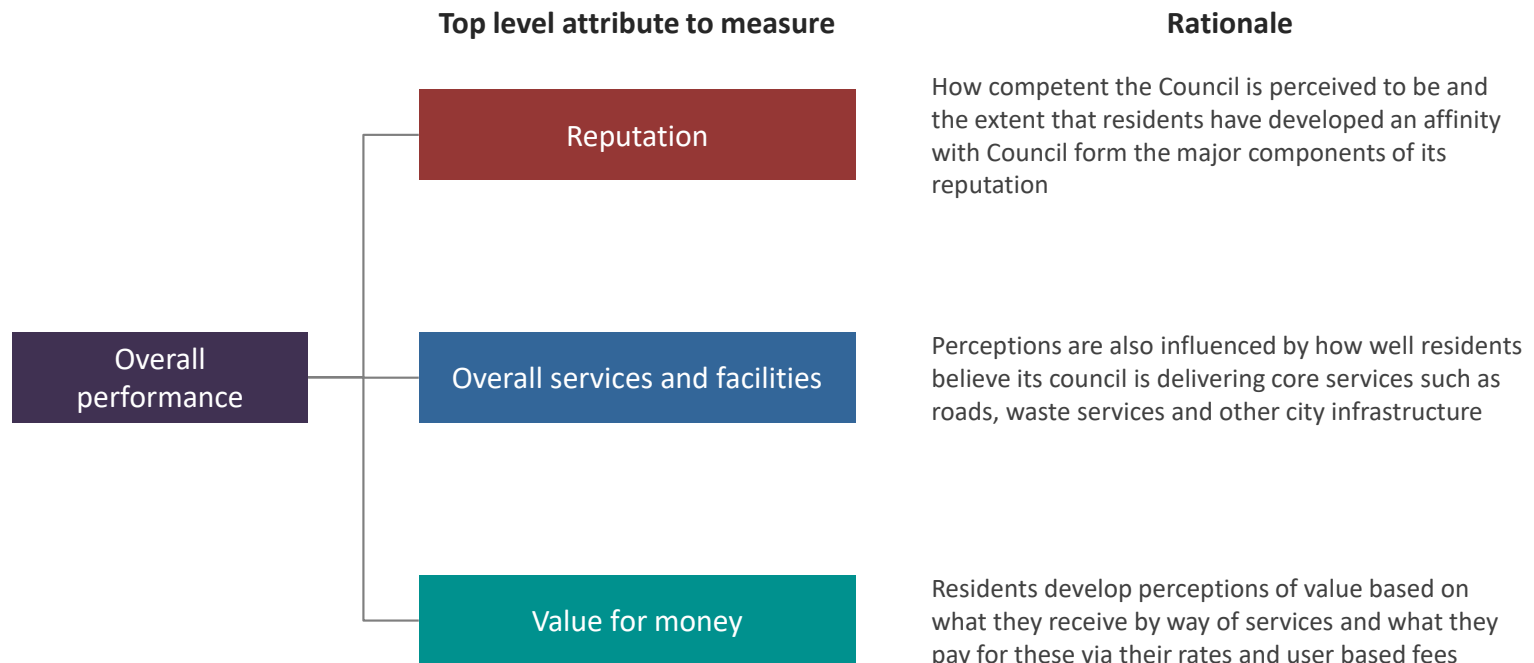 Top level attribute to measure
Rationale
Reputation
How competent the Council is perceived to be and
the extent that residents have developed an affinity
with Council form the major components of its
reputation
Overall
performance
Overall services and facilities
Perceptions are also influenced by how well residents
believe its council is delivering core services such as
roads, waste services and other city infrastructure
Value for money
Residents develop perceptions of value based on
what they receive by way of services and what they
pay for these via their rates and user based fees